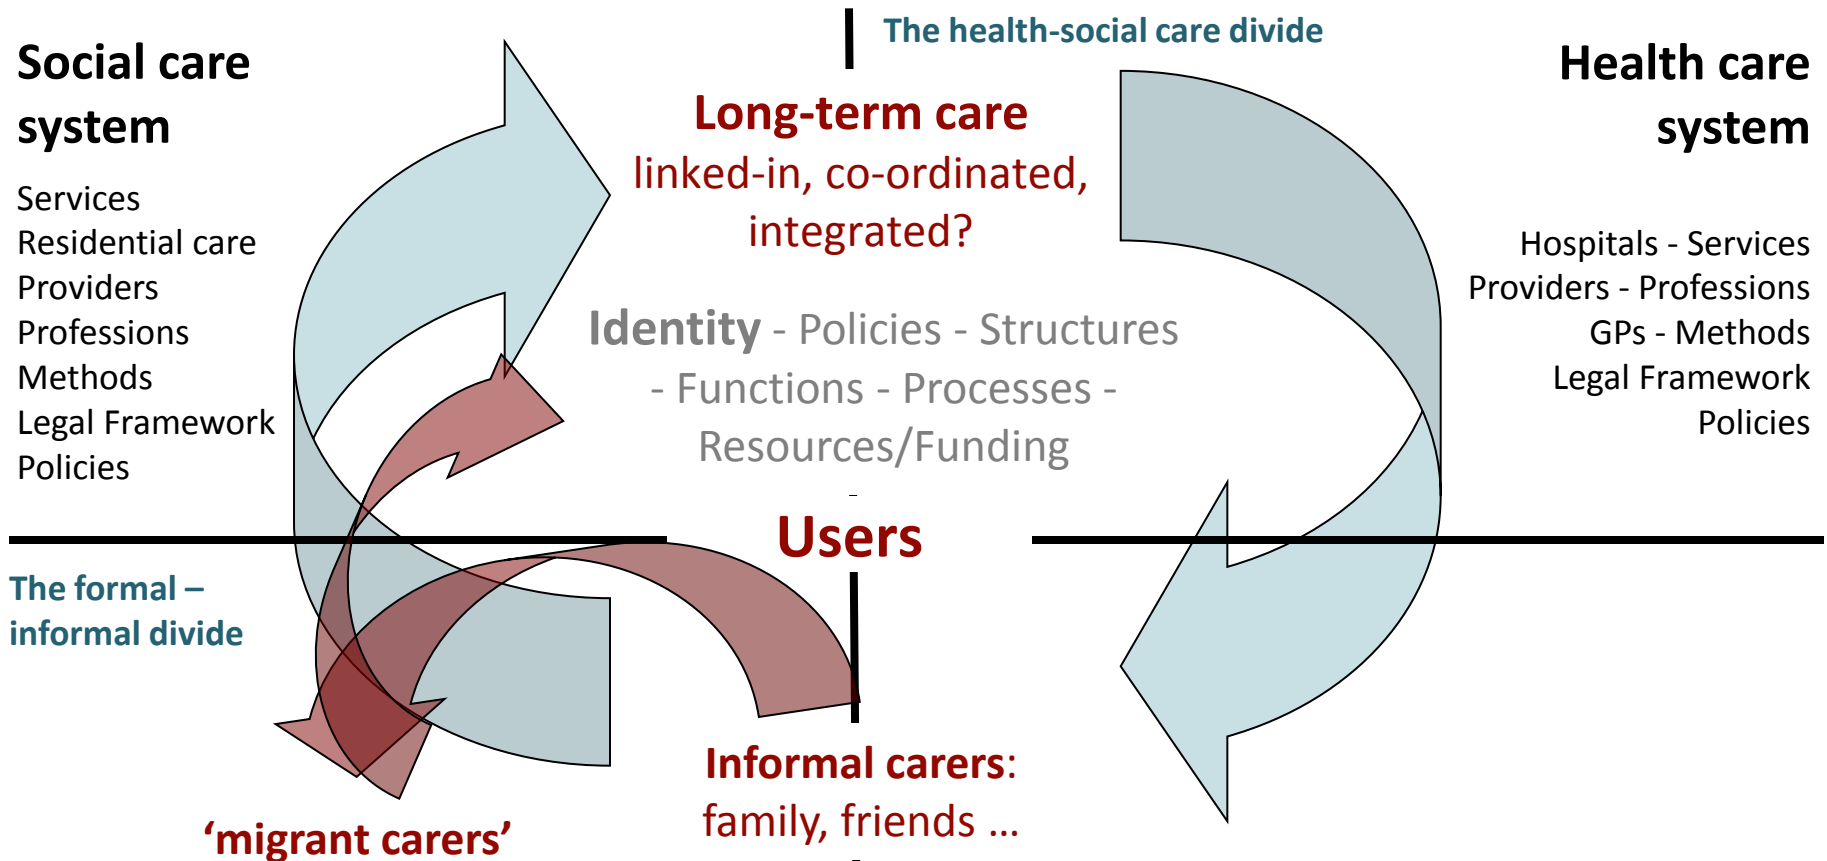 The health-social care divide
Social care
system
Services
Residential care
Providers
Professions
Methods
Legal Framework
Policies
Long-term care
linked-in, co-ordinated,
integrated?
Identity - Policies - Structures
- Functions - Processes -
Resources/Funding
Health care
system
Hospitals - Services
Providers - Professions
GPs - Methods
Legal Framework
Policies
Users
The formal –
informal divide
Informal carers:
family, friends ...
‘migrant carers’